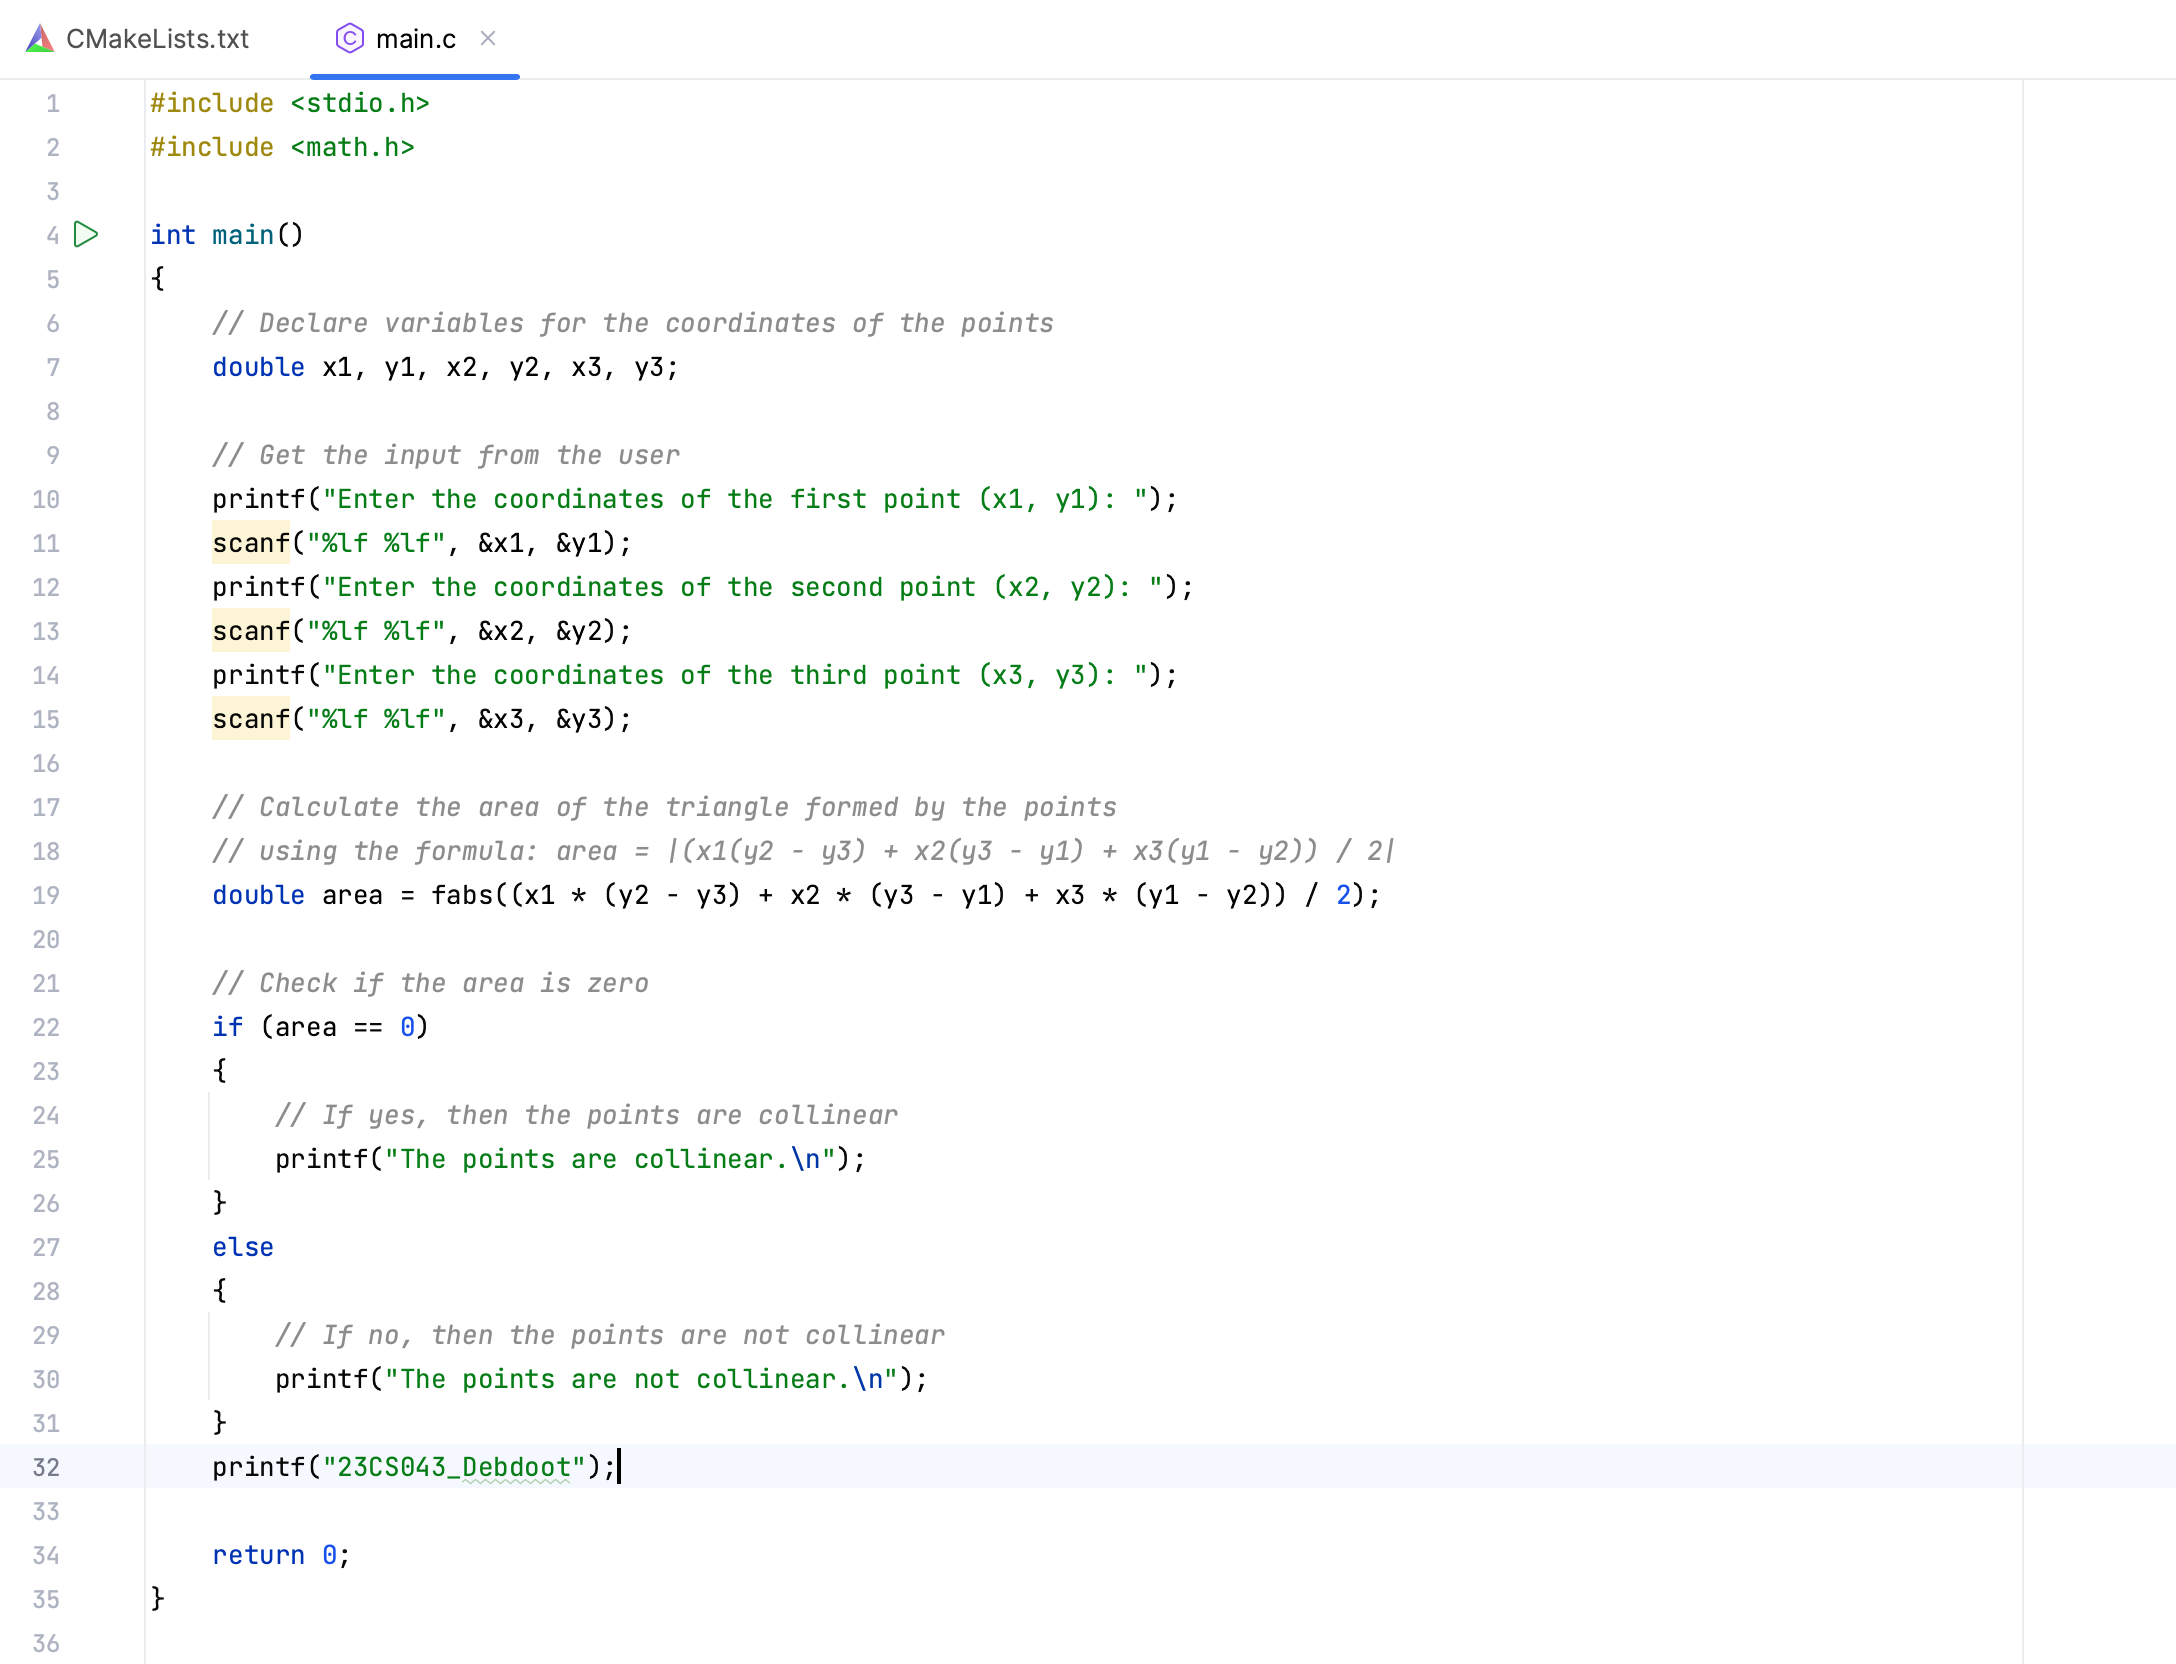 CMakeLists.txt main.c
1 #include <stdio.h>
2 #include <math.h>
3
4 int main()
5 {
6 // Declare variables for the coordinates of the points
7 double x1, y1, x2, y2, x3, y3;
8
9 // Get the input from the user
10 printf("Enter the coordinates of the first point (x1, y1): ");
11 scanf("%lf %lf", &x1, &y1);
12 printf("Enter the coordinates of the second point (x2, y2): ");
13 scanf("%lf %lf", &x2, &y2);
14 printf("Enter the coordinates of the third point (x3, y3): ");
15 scanf("%lf %lf", &x3, &y3);
16
17 // Calculate the area of the triangle formed by the points
18 // using the formula: area = |(x1(y2 - y3) + x2(y3 - y1) + x3(y1 - y2)) / 2|
19 double area = fabs((x1 * (y2 - y3) + x2 * (y3 - y1) + x3 * (y1 - y2)) / 2);
20
21 // Check if the area is zero
22 if (area == 0)
23 {
24 // If yes, then the points are collinear
25 printf("The points are collinear.\n");
26 }
27 else
28 {
29 // If no, then the points are not collinear
30 printf("The points are not collinear.\n");
31 }
32 printf("23CS043_Debdoot");
33
34 return 0;
35 }
36